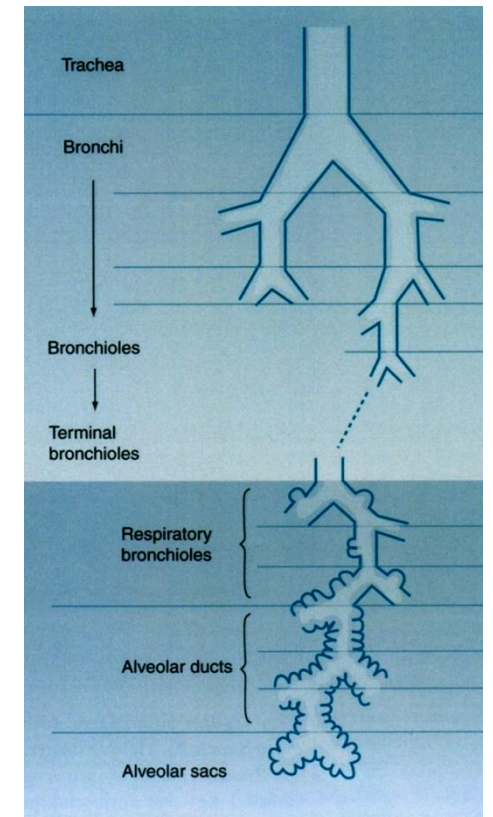 Trachea
Bronchi
Bronchioles
Terminal
bronchioles
Respiratory
bronchioles
Alveolar ducts
Alveolar sacs